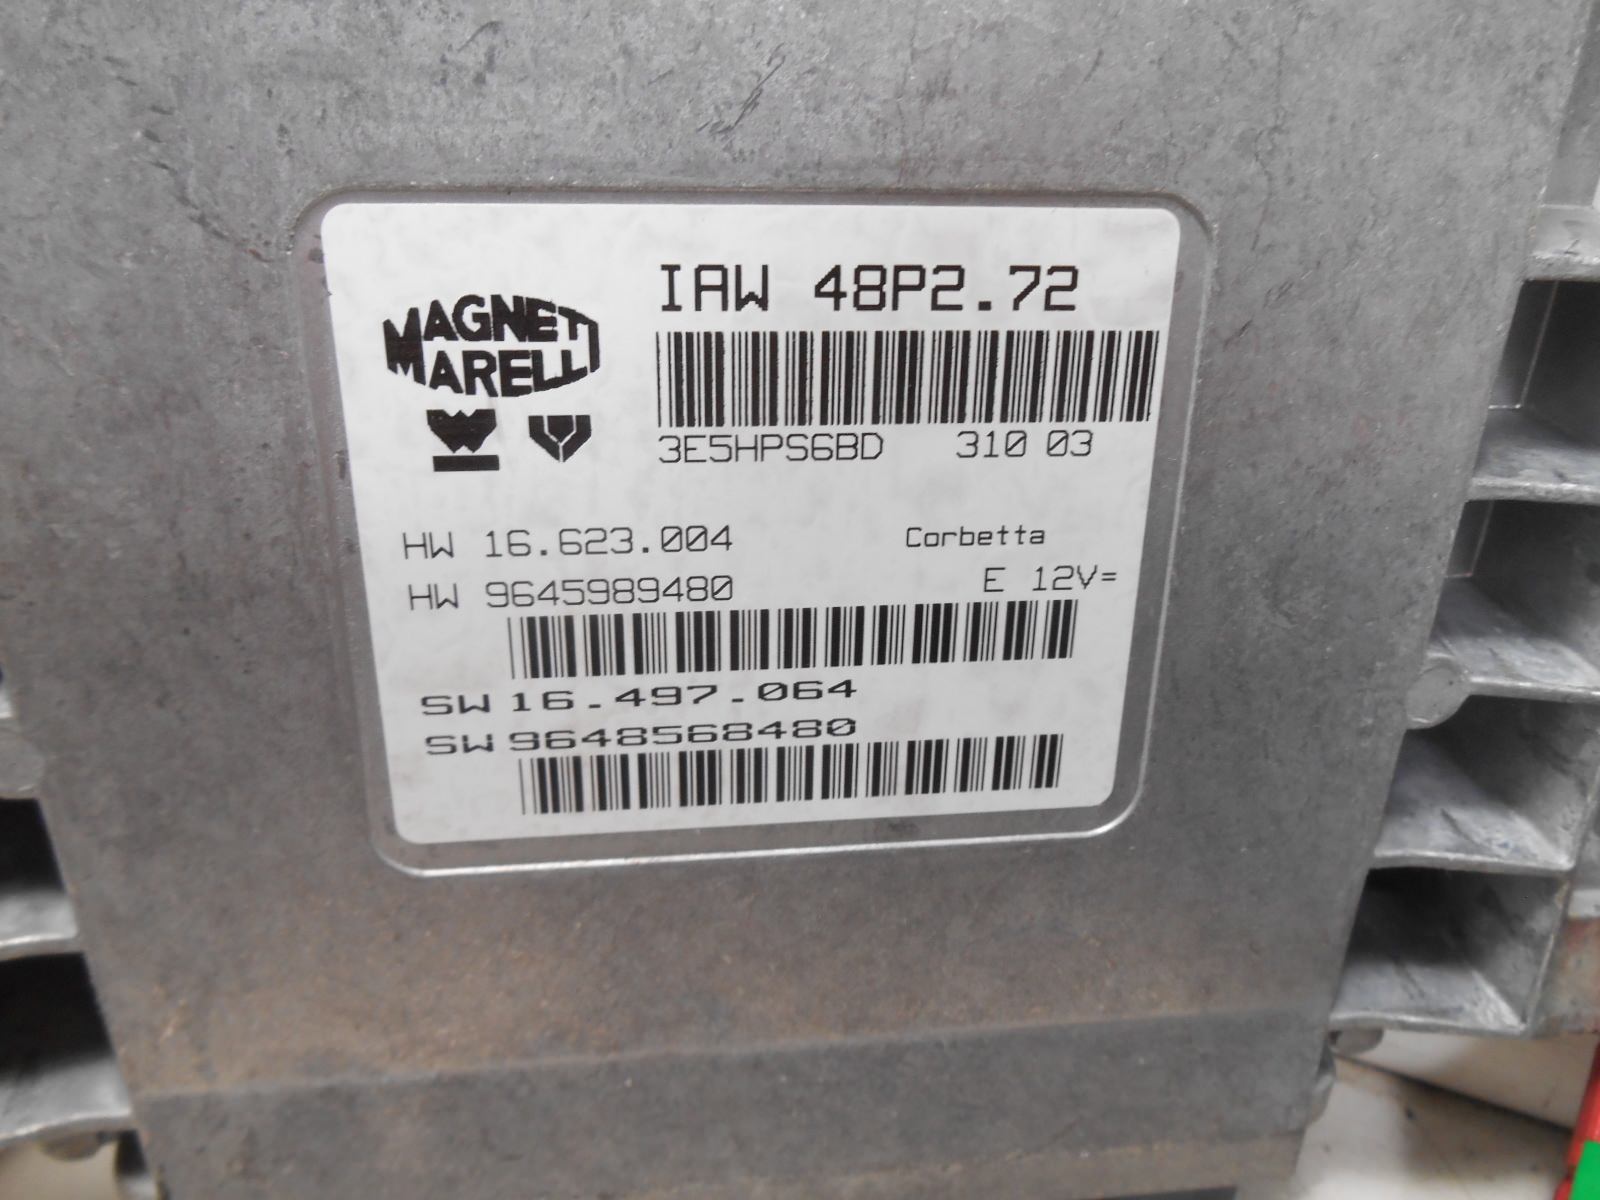 MAGNETI
MARELLI
IAW 48P2.72
3E5HPS6BD 310 03
HW 16.623.004 Corbetta
HW 9645989480 E 12V=
SW 16.497.064
SW 9648568480